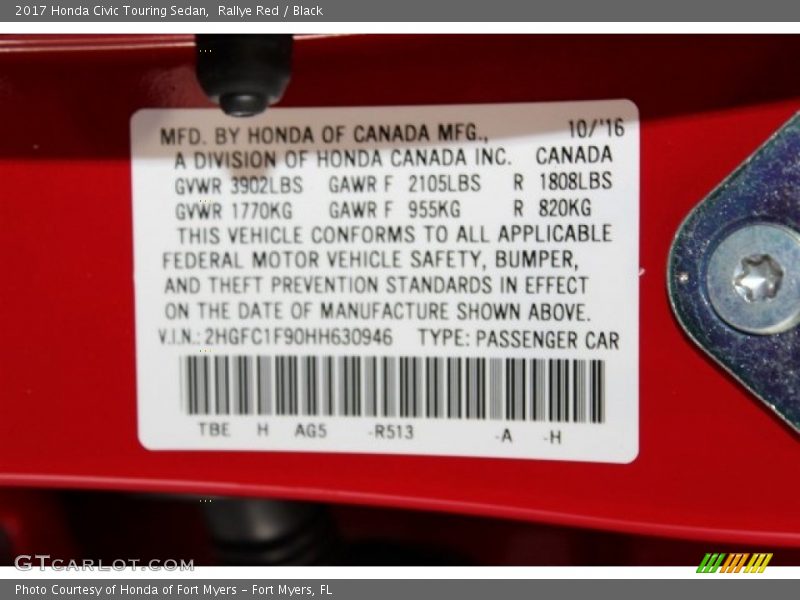 2017 Honda Civic Touring Sedan,  Rallye Red / Black
MFD. BY HONDA OF CANADA MFG.,   10/'16
A DIVISION OF HONDA CANADA INC.   CANADA
GVWR 3902LBS   GAWR F 2105LBS   R 1808LBS
GVWR 1770KG   GAWR F 955KG   R 820KG
THIS VEHICLE CONFORMS TO ALL APPLICABLE
FEDERAL MOTOR VEHICLE SAFETY, BUMPER,
AND THEFT PREVENTION STANDARDS IN EFFECT
ON THE DATE OF MANUFACTURE SHOWN ABOVE.
V.I.N.: 2HGFC1F90HH630946   TYPE: PASSENGER CAR
TBE   H   AG5   -R513   -A   -H
GTCARLOT.COM
Photo Courtesy of Honda of Fort Myers – Fort Myers, FL